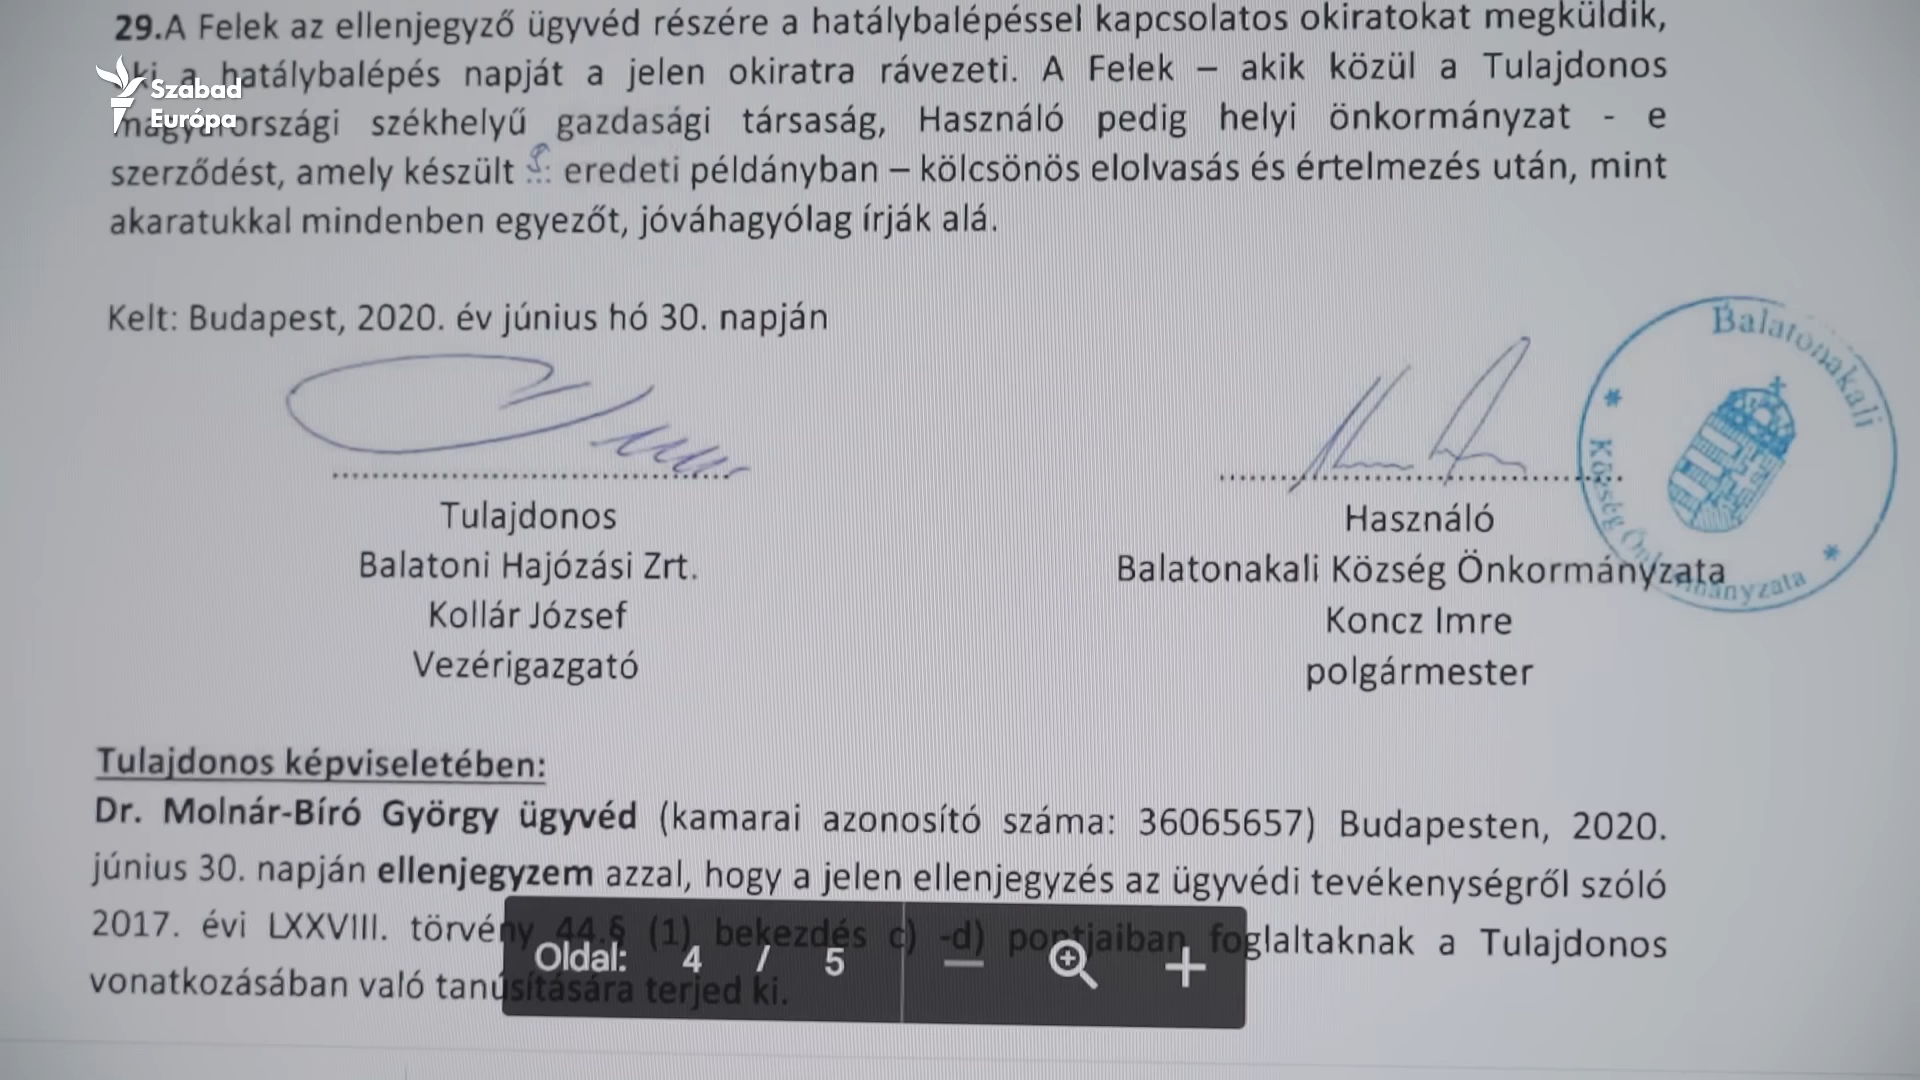 29.A Felek az ellenjegyző ügyvéd részére a hatálybalépéssel kapcsolatos okiratokat megküldik,
aki a hatálybalépés napját a jelen okiratra rávezeti. A Felek – akik közül a Tulajdonos
magyarországi székhelyű gazdasági társaság, Használó pedig helyi önkormányzat - e
szerződést, amely készült ... eredeti példányban – kölcsönös elolvasás és értelmezés után, mint
akaratukkal mindenben egyezőt, jóváhagyólag írják alá.
Szabad
Európa
Kelt: Budapest, 2020. év június hó 30. napján
Tulajdonos
Balatoni Hajózási Zrt.
Kollár József
Vezérigazgató
Használó
Balatonakali Község Önkormányzata
Koncz Imre
polgármester
Balatonakali
Község Önkormányzata
Tulajdonos képviseletében:
Dr. Molnár-Bíró György ügyvéd (kamarai azonosító száma: 36065657) Budapesten, 2020.
június 30. napján ellenjegyzem azzal, hogy a jelen ellenjegyzés az ügyvédi tevékenységről szóló
2017. évi LXXVIII. törvény 44.§ (1) bekezdés c) -d) pontjaiban foglaltaknak a Tulajdonos
vonatkozásában való tanúsítására terjed ki.
Oldal: 4 / 5